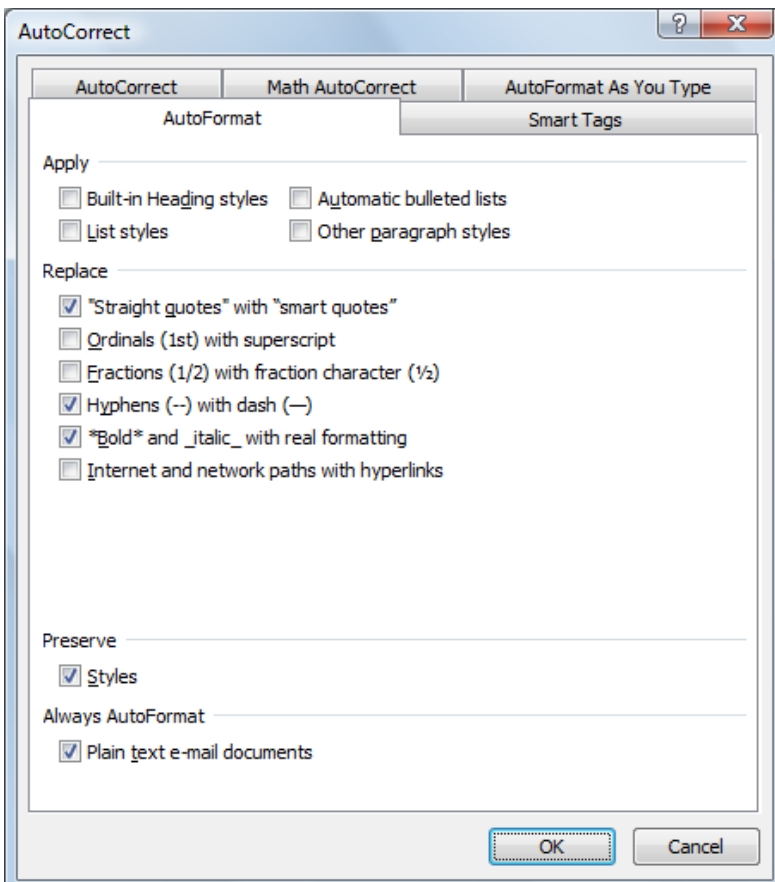 AutoCorrect
AutoCorrect Math AutoCorrect AutoFormat As You Type
AutoFormat Smart Tags
Apply
Built-in Heading styles Automatic bulleted lists
List styles Other paragraph styles
Replace
"Straight quotes" with “smart quotes”
Ordinals (1st) with superscript
Fractions (1/2) with fraction character (½)
Hyphens (--) with dash (—)
*Bold* and _italic_ with real formatting
Internet and network paths with hyperlinks
Preserve
Styles
Always AutoFormat
Plain text e-mail documents
OK Cancel